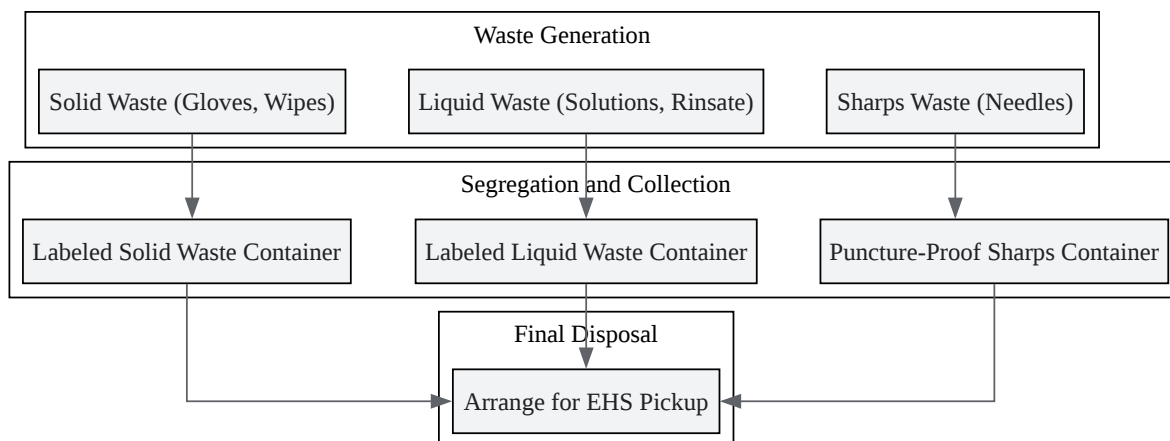 Waste Generation
Solid Waste (Gloves, Wipes)
Liquid Waste (Solutions, Rinsate)
Sharps Waste (Needles)
Segregation and Collection
Labeled Solid Waste Container
Labeled Liquid Waste Container
Puncture-Proof Sharps Container
Final Disposal
Arrange for EHS Pickup